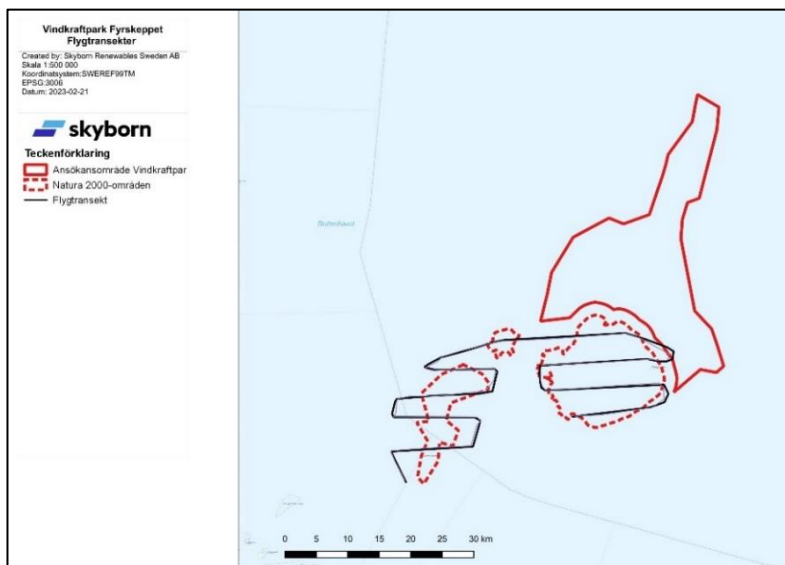 Vindkraftpark Fyrskeppet
Flygtransekter
Created by: Skyborn Renewables Sweden AB
Skala 1:500 000
Koordinatsystem:SWEREF99TM
EPSG:3006
Datum: 2023-02-21
skyborn
Teckenförklaring
Ansökansområde Vindkraftpar
Natura 2000-områden
Flygtransekt
Bottenhavet
0 5 10 15 20 25 30 km